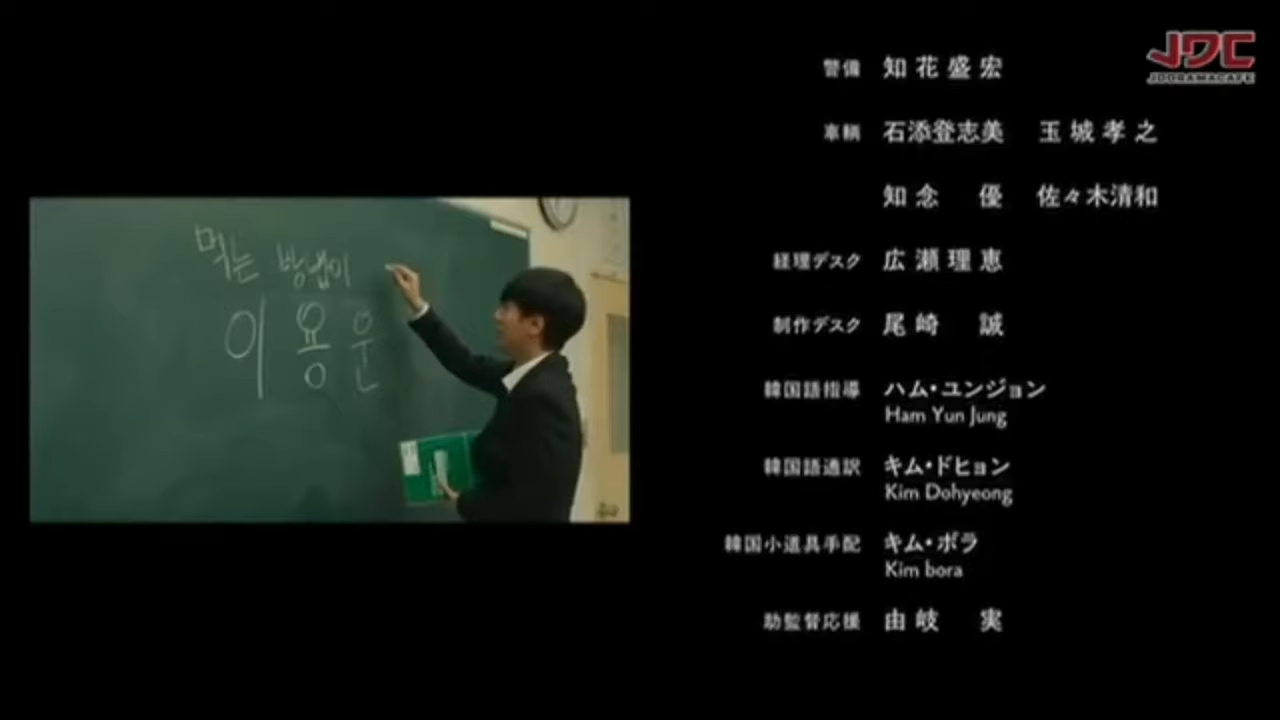 JDC
JDORAMACAFE
먹는 방법이
이용운
警備 知花盛宏
車輌 石添登志美 玉城孝之
知念 優 佐々木清和
経理デスク 広瀬理恵
制作デスク 尾崎 誠
韓国語指導 ハム・ユンジョン
Ham Yun Jung
韓国語通訳 キム・ドヒョン
Kim Dohyeong
韓国小道具手配 キム・ボラ
Kim bora
助監督応援 由岐 実